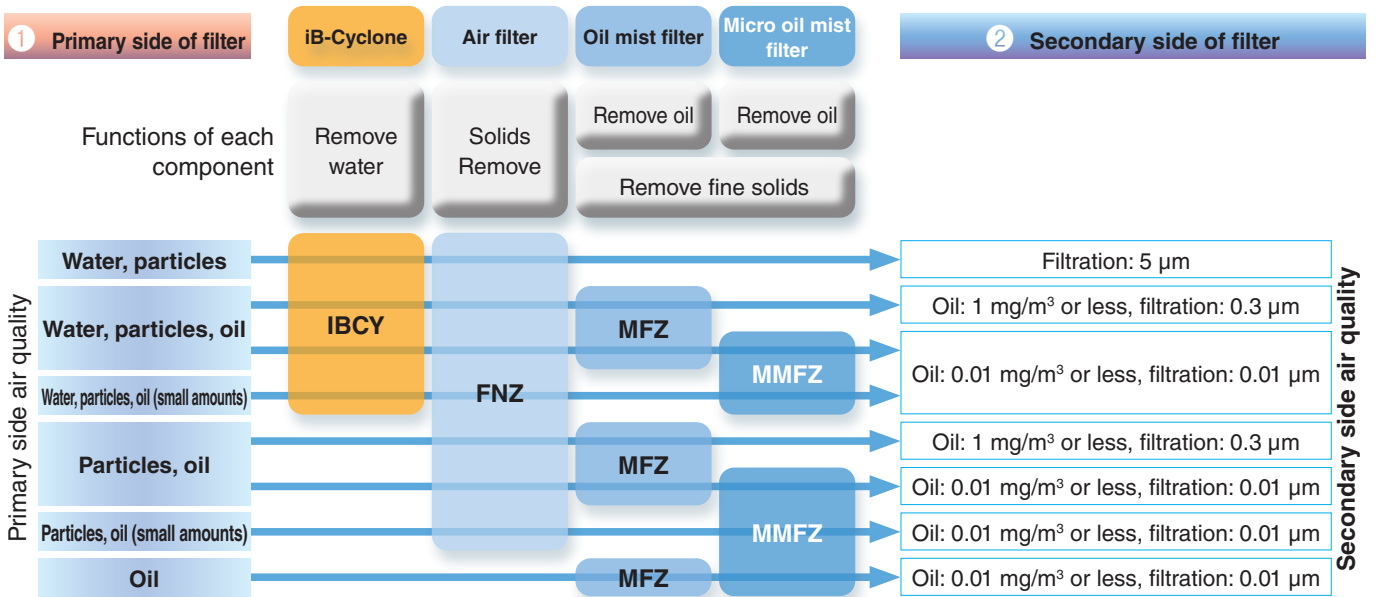 ① Primary side of filter
iB-Cyclone
Air filter
Oil mist filter
Micro oil mist
filter
② Secondary side of filter
Functions of each
component
Remove
water
Solids
Remove
Remove oil
Remove oil
Remove fine solids
Primary side air quality
Water, particles
Water, particles, oil
Water, particles, oil (small amounts)
Particles, oil
Particles, oil (small amounts)
Oil
IBCY
FNZ
MFZ
MMFZ
MFZ
MMFZ
MFZ
Filtration: 5 μm
Oil: 1 mg/m³ or less, filtration: 0.3 μm
Oil: 0.01 mg/m³ or less, filtration: 0.01 μm
Oil: 1 mg/m³ or less, filtration: 0.3 μm
Oil: 0.01 mg/m³ or less, filtration: 0.01 μm
Oil: 0.01 mg/m³ or less, filtration: 0.01 μm
Oil: 0.01 mg/m³ or less, filtration: 0.01 μm
Secondary side air quality